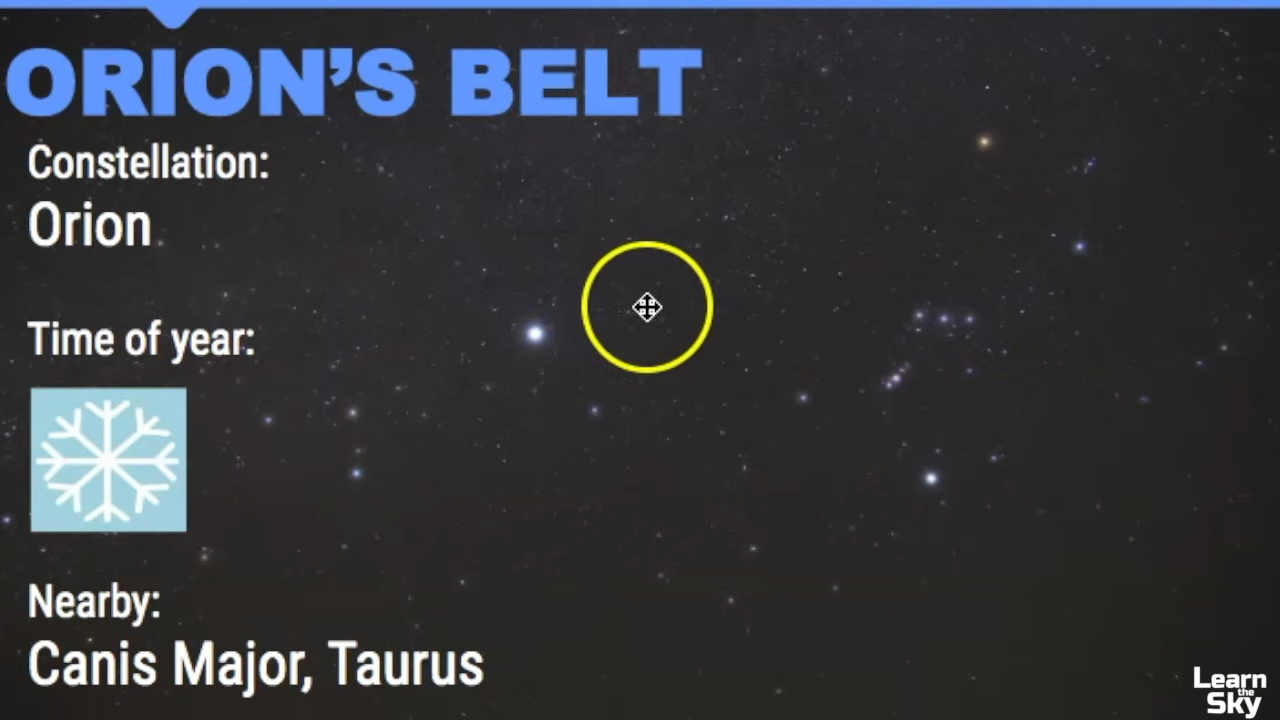 ORION'S BELT
Constellation:
Orion
Time of year:
Nearby:
Canis Major, Taurus
Learn
the
Sky